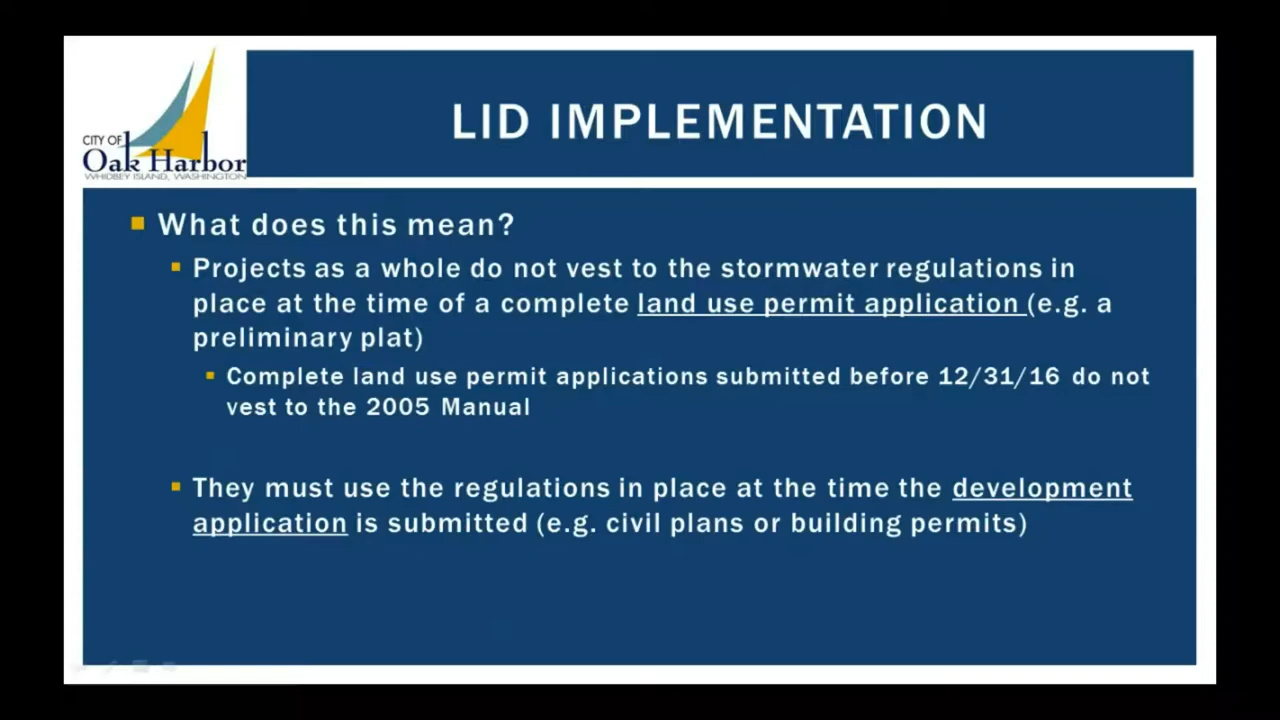 CITY OF
Oak Harbor
WHIDBEY ISLAND, WASHINGTON
LID IMPLEMENTATION
What does this mean?
Projects as a whole do not vest to the stormwater regulations in
place at the time of a complete land use permit application (e.g. a
preliminary plat)
Complete land use permit applications submitted before 12/31/16 do not
vest to the 2005 Manual
They must use the regulations in place at the time the development
application is submitted (e.g. civil plans or building permits)